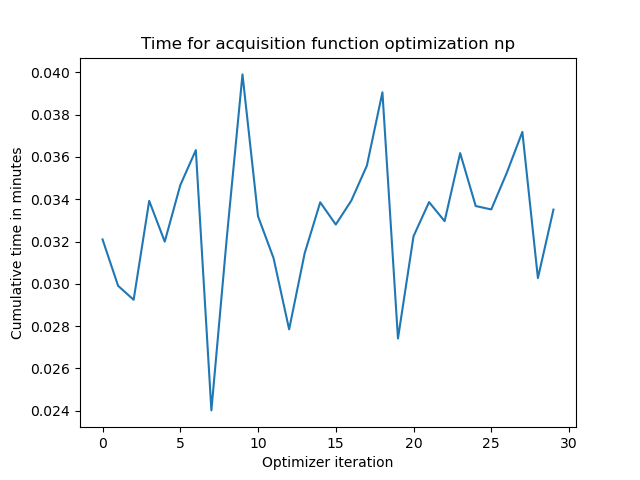 Time for acquisition function optimization np
Cumulative time in minutes
0.040
0.038
0.036
0.034
0.032
0.030
0.028
0.026
0.024
0 5 10 15 20 25 30
Optimizer iteration